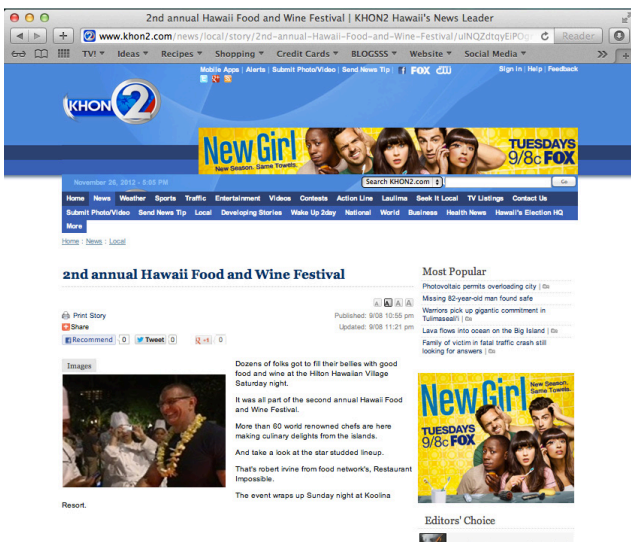 2nd annual Hawaii Food and Wine Festival | KHON2 Hawaii's News Leader
www.khon2.com/news/local/story/2nd-annual-Hawaii-Food-and-Wine-Festival/
Reader
TV! Ideas Recipes Shopping Credit Cards BLOGSSS Website Social Media
Mobile Apps | Alerts | Submit Photo/Video | Send News Tip | FOX
Sign In | Help | Feedback
KHON 2
New Girl
New Season. Same Towels.
TUESDAYS
9/8c FOX
November 26, 2012 - 5:05 PM
Search KHON2.com
Go
Home News Weather Sports Traffic Entertainment Videos Contests Action Line Laulima Seek It Local TV Listings Contact Us
Submit Photo/Video Send News Tip Local Developing Stories Wake Up 2day National World Business Health News Hawaii's Election HQ
More
Home : News : Local
2nd annual Hawaii Food and Wine Festival
A A A A
Print Story
Published: 9/08 10:55 pm
Share
Updated: 9/08 11:21 pm
Recommend 0 Tweet 0 +1 0
Images
Dozens of folks got to fill their bellies with good
food and wine at the Hilton Hawaiian Village
Saturday night.
It was all part of the second annual Hawaii Food
and Wine Festival.
More than 60 world renowned chefs are here
making culinary delights from the islands.
And take a look at the star studded lineup.
That's robert irvine from food network's, Restaurant
Impossible.
The event wraps up Sunday night at Koolina
Resort.
Most Popular
Photovoltaic permits overloading city |
Missing 82-year-old man found safe
Warriors pick up gigantic commitment in
Tulimaseali'i |
Lava flows into ocean on the Big Island |
Family of victim in fatal traffic crash still
looking for answers |
New Girl
New Season.
Same Towels.
TUESDAYS
9/8c FOX
Editors' Choice